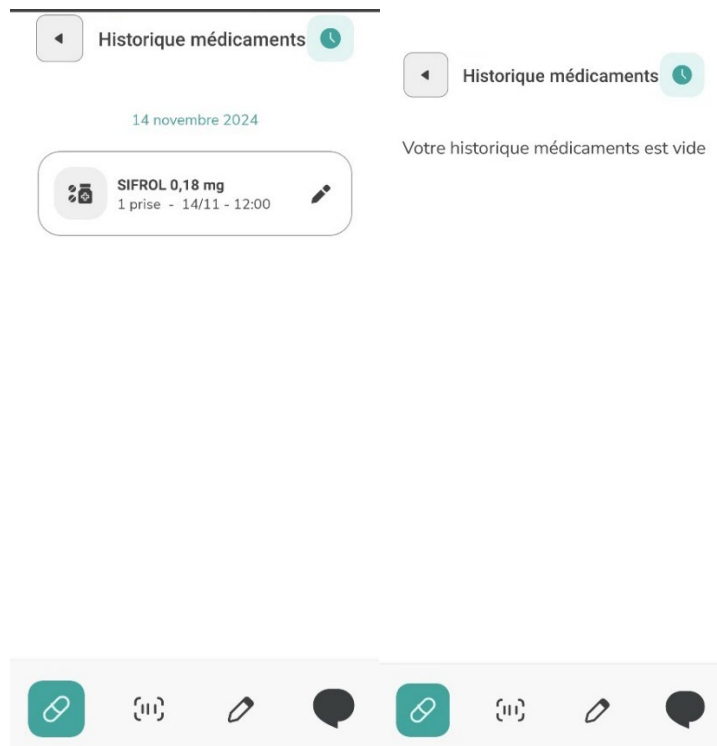 Historique médicaments
14 novembre 2024
SIFROL 0,18 mg
1 prise - 14/11 - 12:00
Historique médicaments
Votre historique médicaments est vide